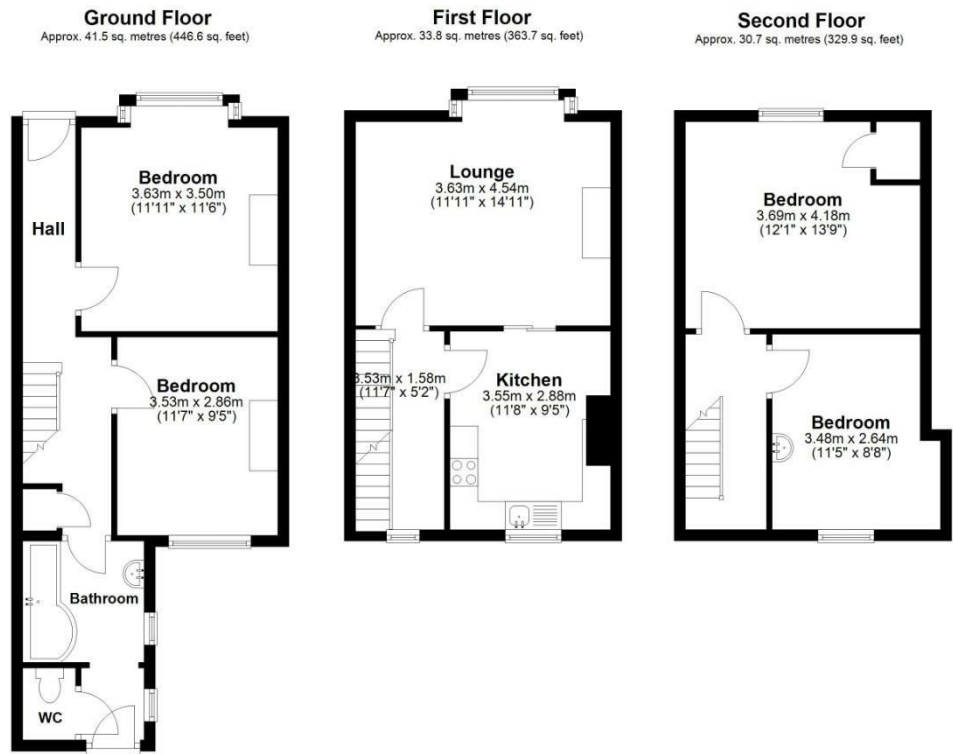 Ground Floor
Approx. 41.5 sq. metres (446.6 sq. feet)
Bedroom
3.63m x 3.50m
(11'11" x 11'6")
Hall
Bedroom
3.53m x 2.86m
(11'7" x 9'5")
Bathroom
WC
First Floor
Approx. 33.8 sq. metres (363.7 sq. feet)
Lounge
3.63m x 4.54m
(11'11" x 14'11")
3.53m x 1.58m
(11'7" x 5'2")
Kitchen
3.55m x 2.88m
(11'8" x 9'5")
Second Floor
Approx. 30.7 sq. metres (329.9 sq. feet)
Bedroom
3.69m x 4.18m
(12'1" x 13'9")
Bedroom
3.48m x 2.64m
(11'5" x 8'8")